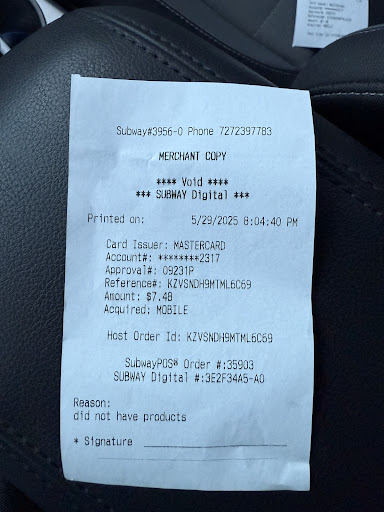 Subway#3956-0 Phone 7272397783
MERCHANT COPY
**** Void ****
*** SUBWAY Digital ***
Printed on: 5/29/2025 8:04:40 PM
Card Issuer: MASTERCARD
Account#: ********2317
Approval#: 09231P
Reference#: KZVSNDH9MTML6C69
Amount: $7.48
Acquired: MOBILE
Host Order Id: KZVSNDH9MTML6C69
SubwayPOS® Order #:35903
SUBWAY Digital #:3E2F34A5-A0
Reason:
did not have products
* Signature